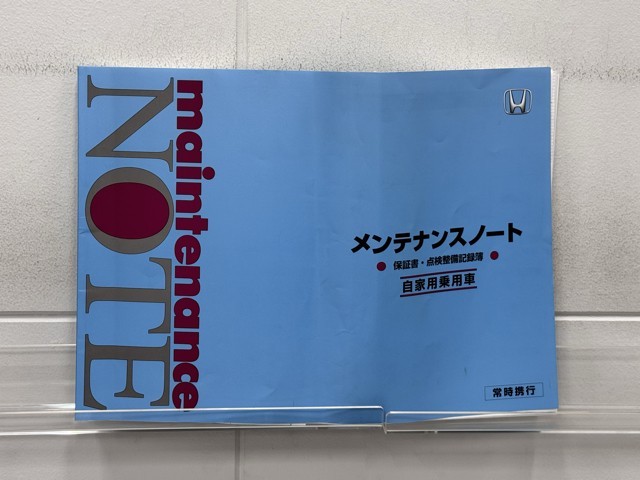 maintenance
NOTE
メンテナンスノート
保証書・点検整備記録簿
自家用乗用車
常時携行